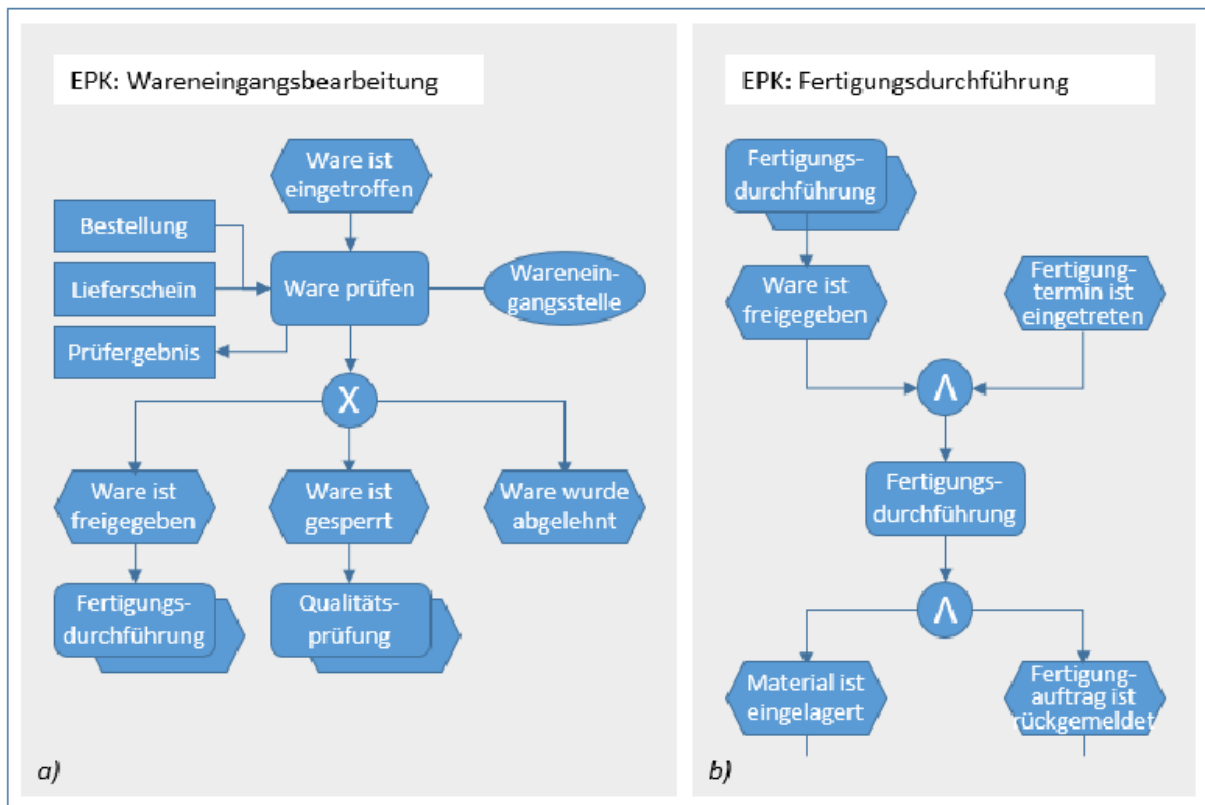 EPK: Wareneingangsbearbeitung
Ware ist
eingetroffen
Bestellung
Lieferschein
Prüfergebnis
Ware prüfen
Wareneingangsstelle
Wareneingangsstelle
X
Ware ist
freigegeben
Ware ist
gesperrt
Ware wurde
abgelehnt
Fertigungs-
durchführung
Qualitäts-
prüfung
a)
EPK: Fertigungsdurchführung
Fertigungs-
durchführung
Ware ist
freigegeben
Fertigung-
termin ist
eingetreten
Λ
Fertigungs-
durchführung
Λ
Material ist
eingelagert
Fertigung-
auftrag ist
rückgemeldet
b)